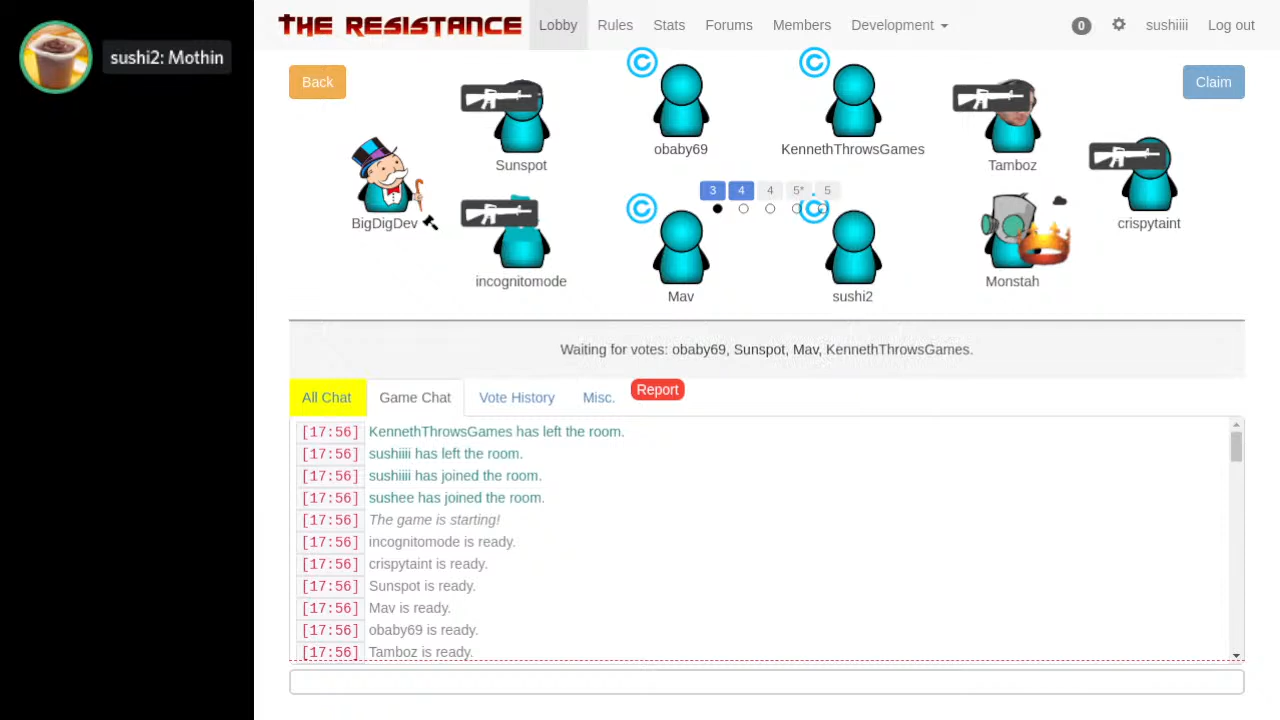 sushi2: Mothin
THE RESISTANCE
Lobby
Rules
Stats
Forums
Members
Development
0
sushiiii
Log out
Back
Claim
Sunspot
obaby69
KennethThrowsGames
Tamboz
BigDigDev
crispytaint
3 4 4 5* 5
incognitomode
Mav
sushi2
Monstah
Waiting for votes: obaby69, Sunspot, Mav, KennethThrowsGames.
All Chat
Game Chat
Vote History
Misc.
Report
[17:56] KennethThrowsGames has left the room.
[17:56] sushiiii has left the room.
[17:56] sushiiii has joined the room.
[17:56] sushee has joined the room.
[17:56] The game is starting!
[17:56] incognitomode is ready.
[17:56] crispytaint is ready.
[17:56] Sunspot is ready.
[17:56] Mav is ready.
[17:56] obaby69 is ready.
[17:56] Tamboz is ready.